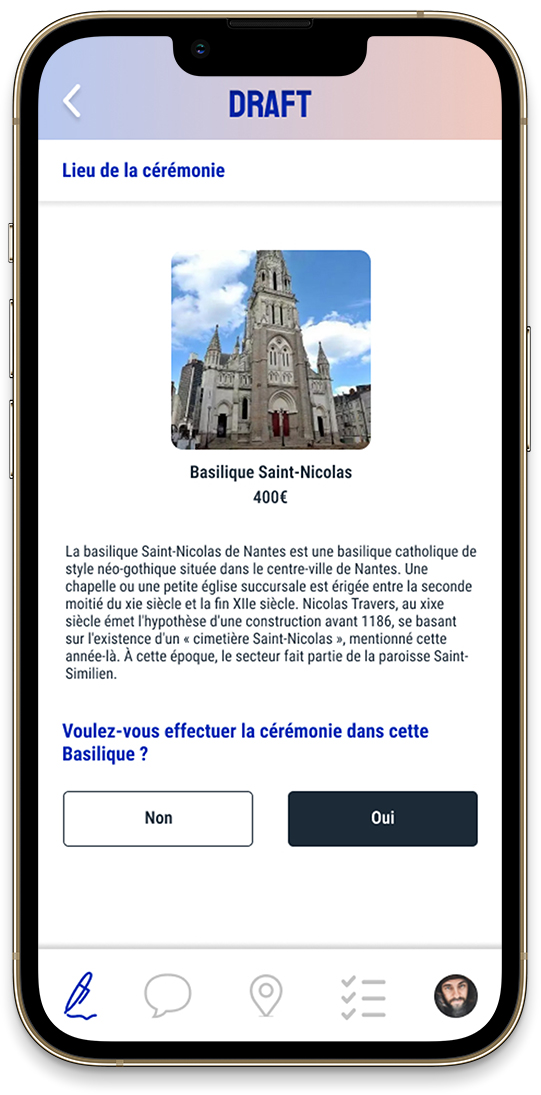 DRAFT
Lieu de la cérémonie
Basilique Saint-Nicolas
400€
La basilique Saint-Nicolas de Nantes est une basilique catholique de
style néo-gothique située dans le centre-ville de Nantes. Une
chapelle ou une petite église succursale est érigée entre la seconde
moitié du xie siècle et la fin XIIe siècle. Nicolas Travers, au xixe
siècle émet l'hypothèse d'une construction avant 1186, se basant
sur l'existence d'un « cimetière Saint-Nicolas », mentionné cette
année-là. À cette époque, le secteur fait partie de la paroisse Saint-
Similien.
Voulez-vous effectuer la cérémonie dans cette
Basilique ?
Non
Oui